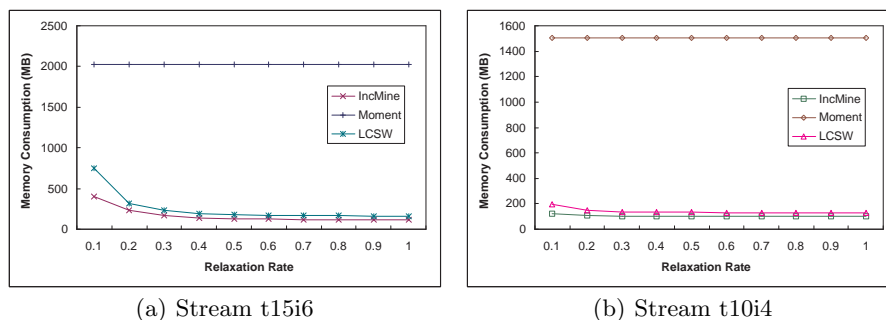 2500
2000
1500
1000
500
0
Memory Consumption (MB)
IncMine
Moment
LCSW
0.1 0.2 0.3 0.4 0.5 0.6 0.7 0.8 0.9 1
Relaxation Rate
(a) Stream t15i6
1600
1400
1200
1000
800
600
400
200
0
Memory Consumption (MB)
IncMine
Moment
LCSW
0.1 0.2 0.3 0.4 0.5 0.6 0.7 0.8 0.9 1
Relaxation Rate
(b) Stream t10i4